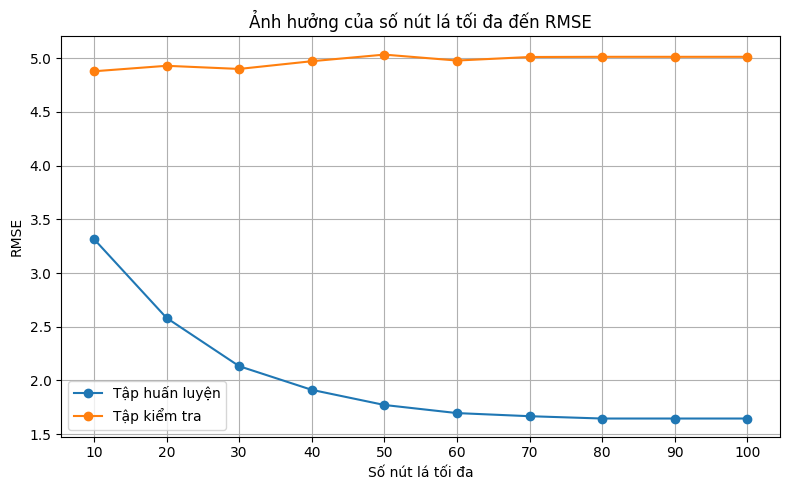 Ảnh hưởng của số nút lá tối đa đến RMSE
RMSE
5.0
4.5
4.0
3.5
3.0
2.5
2.0
1.5
Tập huấn luyện
Tập kiểm tra
10 20 30 40 50 60 70 80 90 100
Số nút lá tối đa